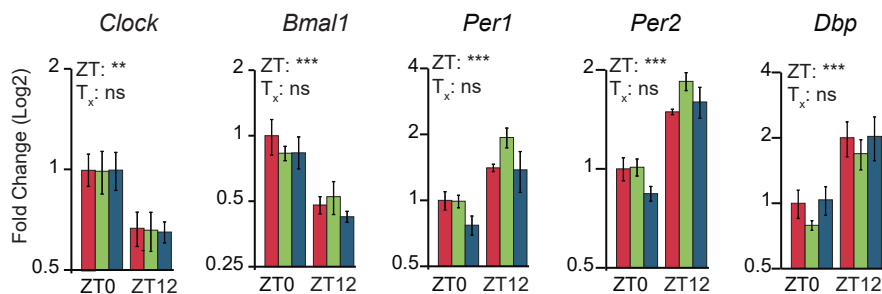 Clock
Bmal1
Per1
Per2
Dbp
Fold Change (Log2)
2
1
0.5
ZT: **
Tx: ns
ZT0 ZT12
2
1
0.5
0.25
ZT: ***
Tx: ns
ZT0 ZT12
4
2
1
0.5
ZT: ***
Tx: ns
ZT0 ZT12
2
1
0.5
ZT: ***
Tx: ns
ZT0 ZT12
4
2
1
0.5
ZT: ***
Tx: ns
ZT0 ZT12